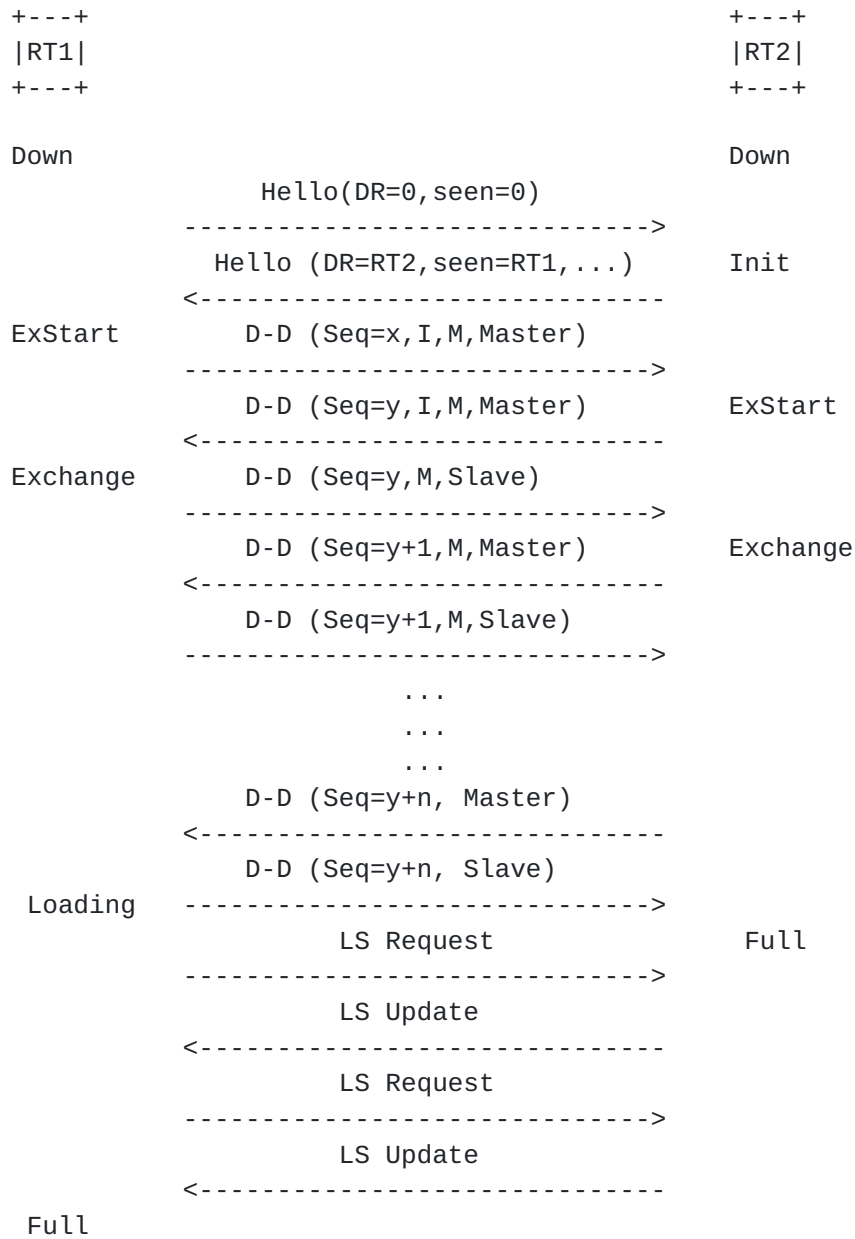 +---+                                         +---+
|RT1|                                         |RT2|
+---+                                         +---+
Down                                          Down
                Hello(DR=0,seen=0)
           ------------------------------>
             Hello (DR=RT2,seen=RT1,...)      Init
           <------------------------------
ExStart        D-D (Seq=x,I,M,Master)
           ------------------------------>
               D-D (Seq=y,I,M,Master)         ExStart
           <------------------------------
Exchange       D-D (Seq=y,M,Slave)
           ------------------------------>
               D-D (Seq=y+1,M,Master)         Exchange
           <------------------------------
               D-D (Seq=y+1,M,Slave)
           ------------------------------>
                         ...
                         ...
                         ...
               D-D (Seq=y+n, Master)
           <------------------------------
               D-D (Seq=y+n, Slave)
 Loading   ------------------------------>
                     LS Request                Full
           ------------------------------>
                     LS Update
           <------------------------------
                     LS Request
           ------------------------------>
                     LS Update
           <------------------------------
 Full